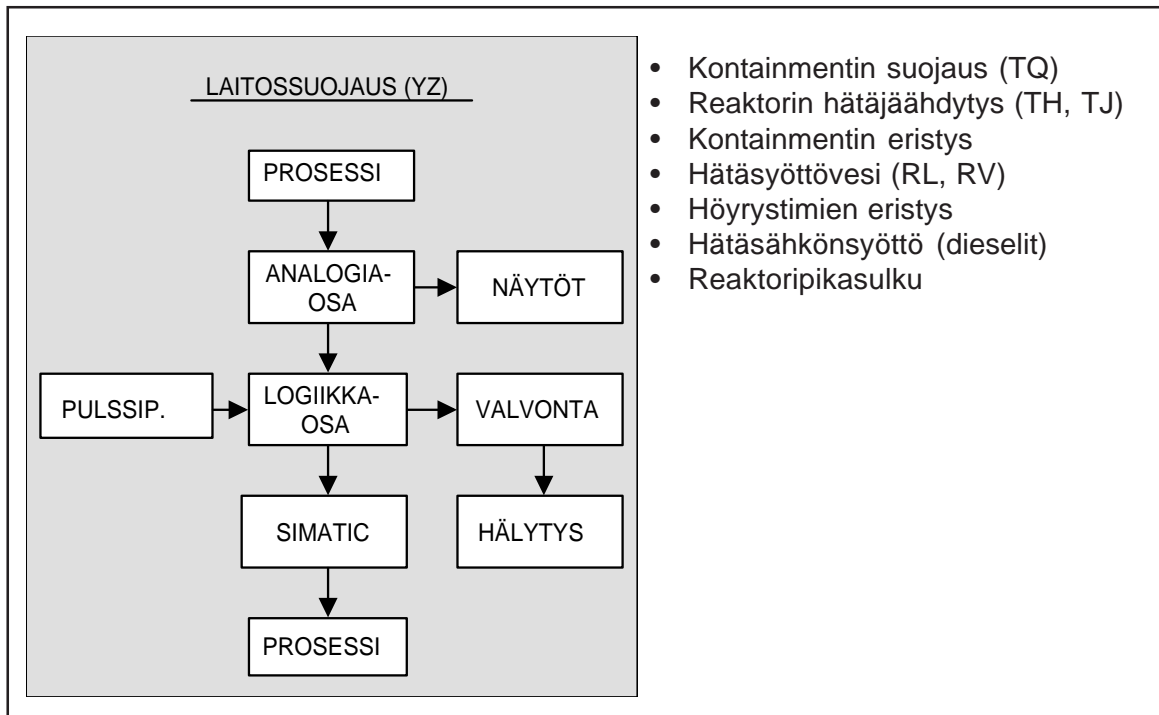 LAITOSSUOJAUS (YZ)
PROSESSI
ANALOGIA-
OSA
NÄYTÖT
PULSSIP.
LOGIIKKA-
OSA
VALVONTA
SIMATIC
HÄLYTYS
PROSESSI
• Kontainmentin suojaus (TQ)
• Reaktorin hätäjäähdytys (TH, TJ)
• Kontainmentin eristys
• Hätäsyöttövesi (RL, RV)
• Höyrystimien eristys
• Hätäsähkönsyöttö (dieselit)
• Reaktoripikasulku